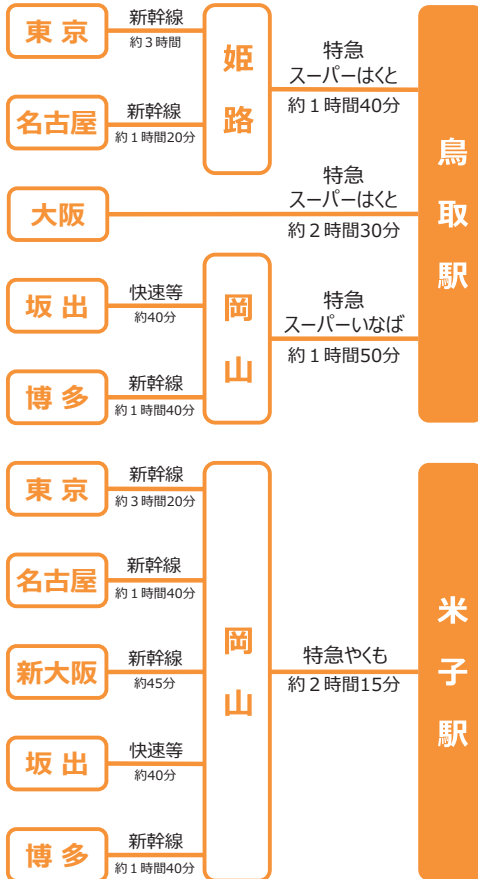 東京
新幹線
約３時間
名古屋
新幹線
約１時間20分
姫路
特急
スーパーはくと
約１時間40分
大阪
特急
スーパーはくと
約２時間30分
坂出
快速等
約40分
博多
新幹線
約１時間40分
岡山
特急
スーパーいなば
約１時間50分
鳥取駅
東京
新幹線
約３時間20分
名古屋
新幹線
約１時間40分
新大阪
新幹線
約45分
坂出
快速等
約40分
博多
新幹線
約１時間40分
岡山
特急やくも
約２時間15分
米子駅